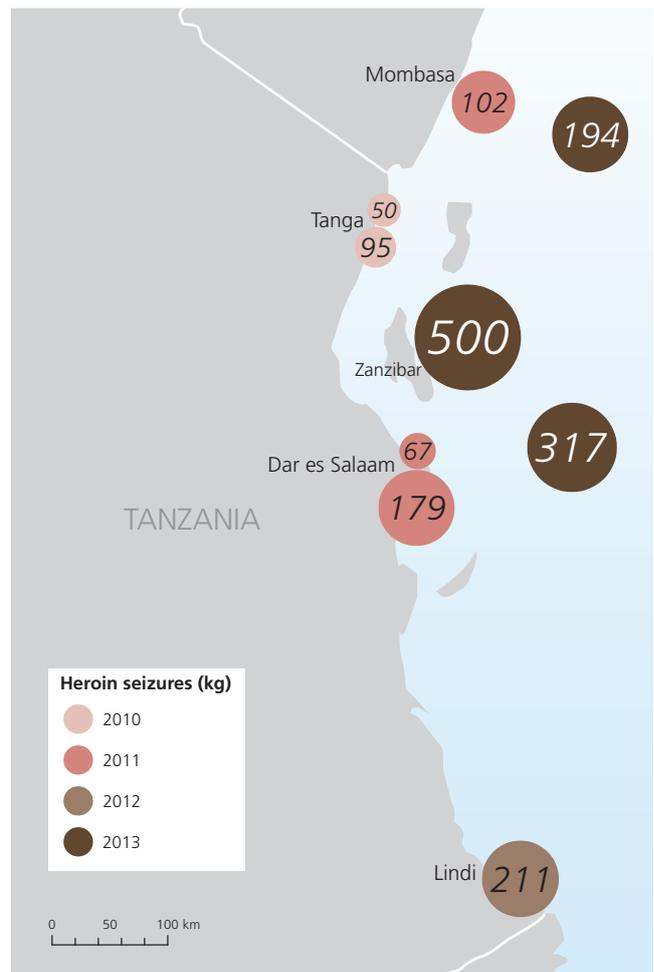 Mombasa
102
194
Tanga
50
95
500
Zanzibar
317
67
Dar es Salaam
179
TANZANIA
Heroin seizures (kg)
2010
2011
2012
2013
Lindi
211
0 50 100 km